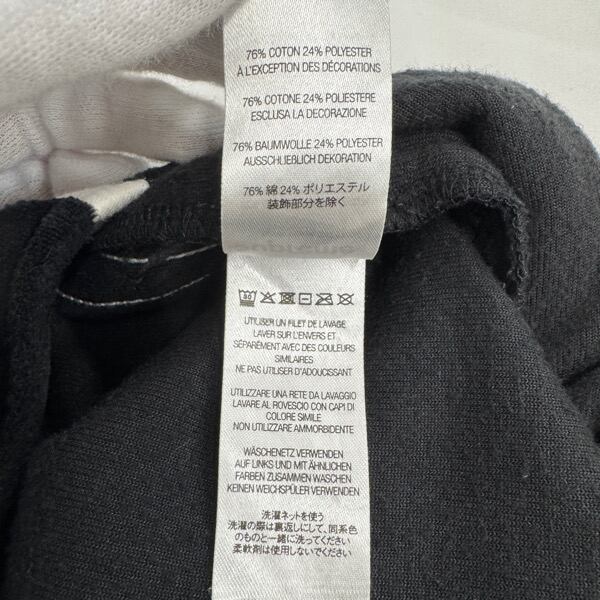 76% COTON 24% POLYESTER
À L'EXCEPTION DES DÉCORATIONS
76% COTONE 24% POLIESTERE
ESCLUSA LA DECORAZIONE
76% BAUMWOLLE 24% POLYESTER
AUSSCHLIEBLICH DEKORATION
76% 綿 24% ポリエステル
装飾部分を除く
30
UTILISER UN FILET DE LAVAGE
LAVER SUR L'ENVERS ET
SÉPARÉMENT AVEC DES COULEURS
SIMILAIRES
NE PAS UTILISER D'ADOUCISSANT
UTILIZZARE UNA RETE DA LAVAGGIO
LAVARE AL ROVESCIO CON CAPI DI
COLORE SIMILE
NON UTILIZZARE AMMORBIDENTE
WÄSCHENETZ VERWENDEN
AUF LINKS UND MIT ÄHNLICHEN
FARBEN ZUSAMMEN WASCHEN
KEINEN WEICHSPÜLER VERWENDEN
洗濯ネットを使う
洗濯の際は裏返しにして、同系色
のものと一緒に洗ってください
柔軟剤は使用しないでください